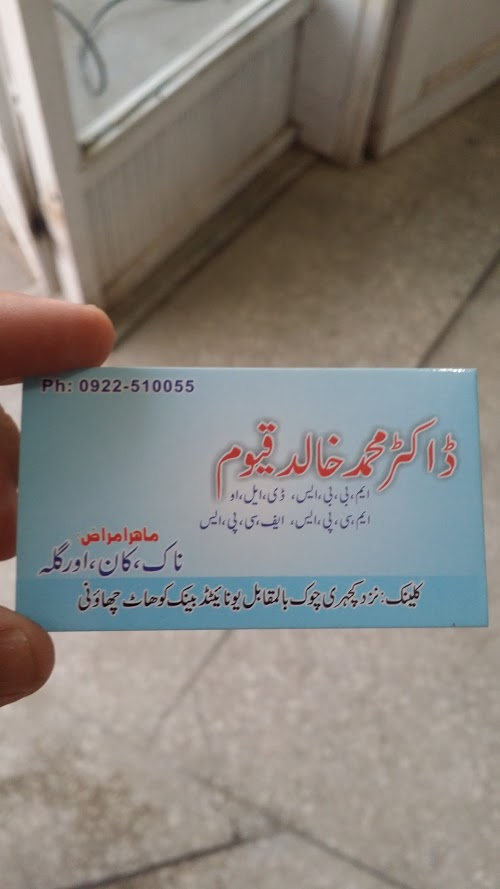 Ph: 0922-510055
ڈاکٹر محمد خالد قیوم
ایم،بی،بی،ایس، ڈی،ایل،او
ایم،سی،پی،ایس، ایف،سی،پی،ایس
ماہر امراض:
ناک،کان،اور گلہ
کلینک: نزد کچہری چوک بالمقابل یونائیٹڈ بینک کوھاٹ چھاؤنی